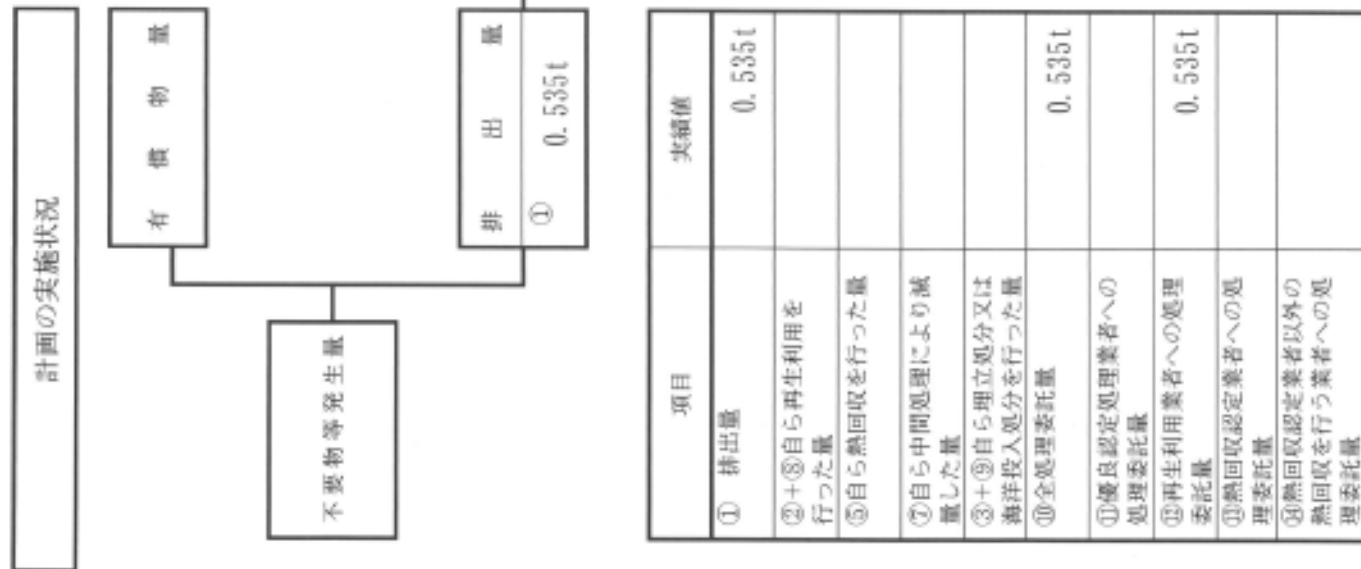 計画の実施状況
有償物量
不要物等発生量
排出量
① 0.535t
項目 実績値
① 排出量 0.535t
②+⑧自ら再生利用を
行った量
⑤自ら熱回収を行った量
⑦自ら中間処理により減
量した量
③+⑨自ら埋立処分又は
海洋投入処分を行った量
⑩全処理委託量 0.535t
⑪優良認定処理業者への
処理委託量
⑫再生利用業者への処理
委託量 0.535t
⑬熱回収認定業者への処
理委託量
⑭熱回収認定業者以外の
熱回収を行う業者への処
理委託量